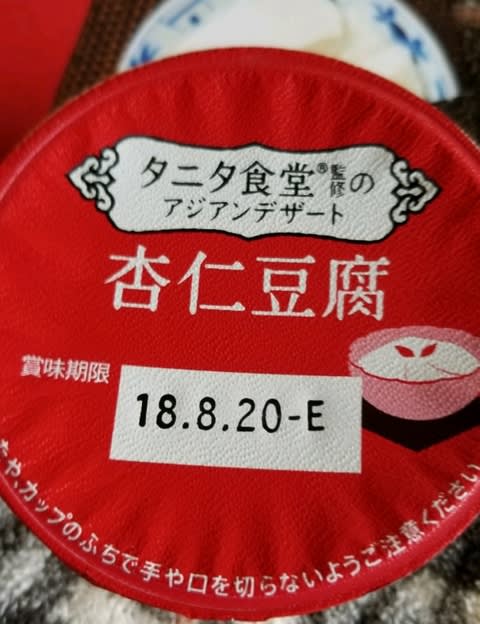 タニタ食堂®監修の
アジアンデザート
杏仁豆腐
賞味期限
18.8.20-E
や、カップのふちで手や口を切らないようご注意ください